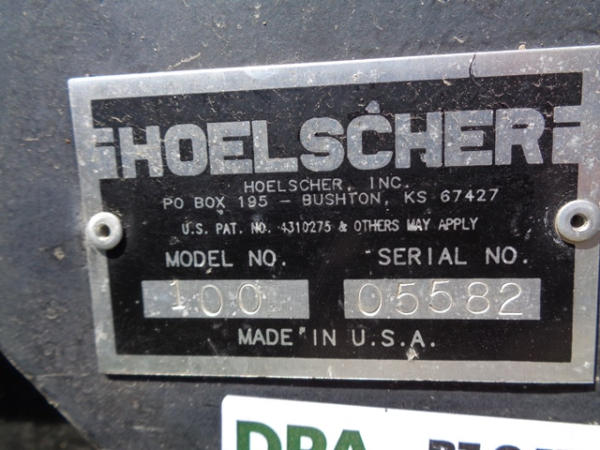 HOELSCHER
HOELSCHER, INC.
PO BOX 195 – BUSHTON, KS 67427
U.S. PAT. NO. 4310275 & OTHERS MAY APPLY
MODEL NO. SERIAL NO.
100 05582
MADE IN U.S.A.